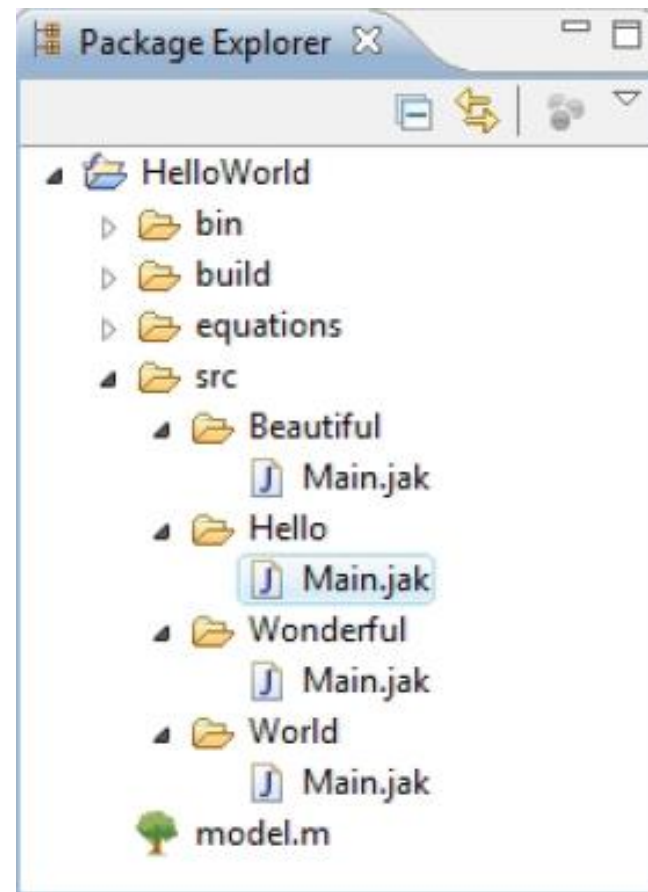 Package Explorer
HelloWorld
bin
build
equations
src
Beautiful
Main.jak
Hello
Main.jak
Wonderful
Main.jak
World
Main.jak
model.m